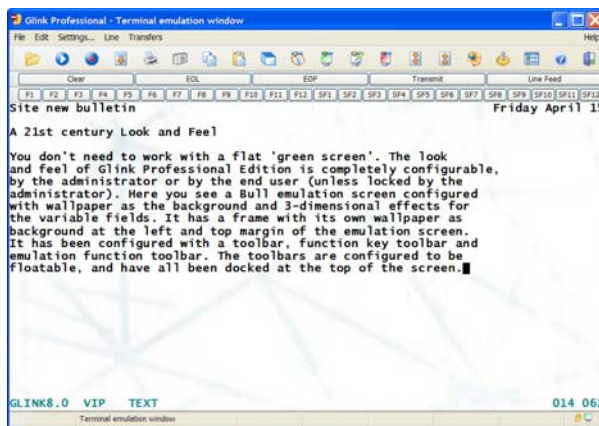 Glink Professional - Terminal emulation window
File Edit Settings... Line Transfers Help
Clear EOL EOP Transmit Line Feed
F1 F2 F3 F4 F5 F6 F7 F8 F9 F10 F11 F12 SF1 SF2 SF3 SF4 SF5 SF6 SF7 SF8 SF9 SF10 SF11 SF12
Site new bulletin Friday April 15
A 21st century Look and Feel
You don't need to work with a flat 'green screen'. The look
and feel of Glink Professional Edition is completely configurable,
by the administrator or by the end user (unless locked by the
administrator). Here you see a Bull emulation screen configured
with wallpaper as the background and 3-dimensional effects for
the variable fields. It has a frame with its own wallpaper as
background at the left and top margin of the emulation screen.
It has been configured with a toolbar, function key toolbar and
emulation function toolbar. The toolbars are configured to be
floatable, and have all been docked at the top of the screen.
GLINK8.0 VIP TEXT 014 062
Terminal emulation window